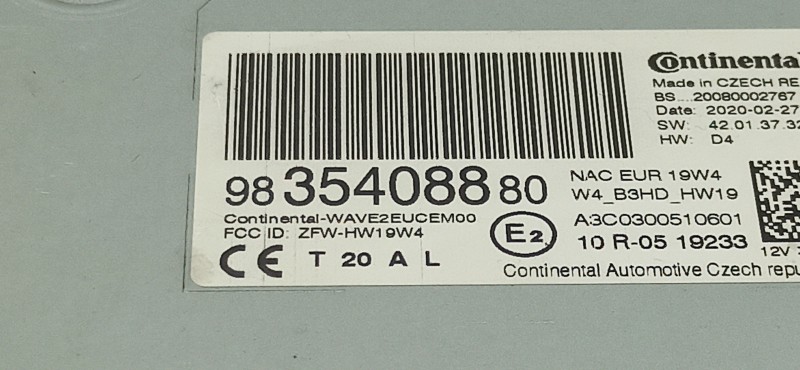 Continental
Made in CZECH RE
BS....20080002767
Date: 2020-02-27
SW: 42.01.37.32
HW: D4
98 35408880 80
NAC EUR 19W4
W4_B3HD_HW19
Continental-WAVE2EUCEM00
FCC ID: ZFW-HW19W4
E2
A3C0300510601
10 R-05 19233
CE T 20 A L
12V
Continental Automotive Czech repu